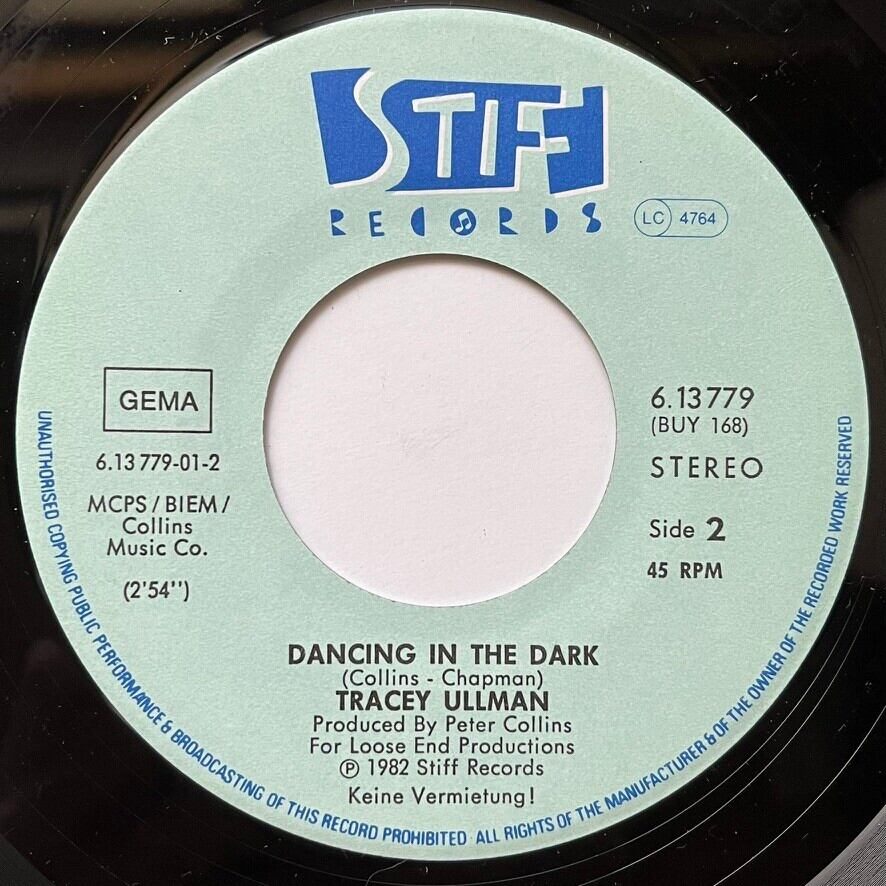 STIFF
RECORDS
LC 4764
GEMA
6.13 779-01-2
MCPS/BIEM/
Collins
Music Co.
(2'54'')
6.13 779
(BUY 168)
STEREO
Side 2
45 RPM
DANCING IN THE DARK
(Collins - Chapman)
TRACEY ULLMAN
Produced By Peter Collins
For Loose End Productions
℗ 1982 Stiff Records
Keine Vermietung!
UNAUTHORISED COPYING PUBLIC PERFORMANCE & BROADCASTING OF THIS RECORD PROHIBITED · ALL RIGHTS OF THE MANUFACTURER & OF THE OWNER OF THE RECORDED WORK RESERVED